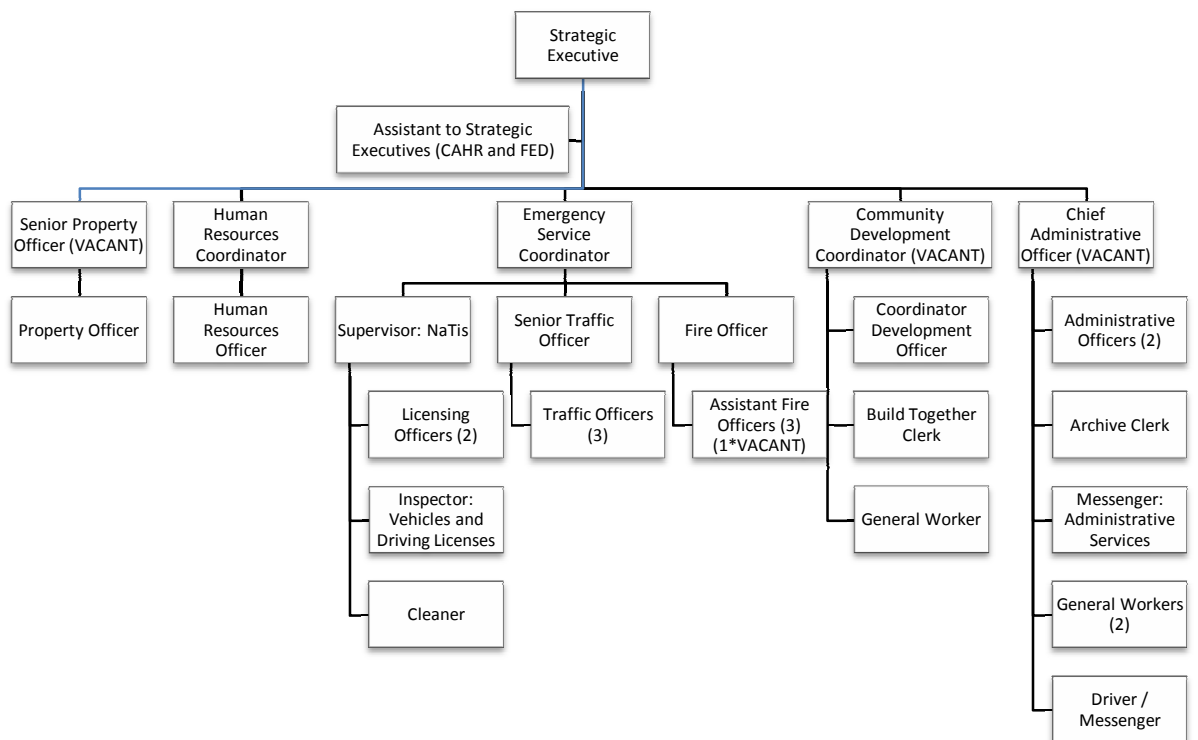 Strategic
Executive
Assistant to Strategic
Executives (CAHR and FED)
Senior Property
Officer (VACANT)
Human
Resources
Coordinator
Emergency
Service
Coordinator
Community
Development
Coordinator (VACANT)
Chief
Administrative
Officer (VACANT)
Property Officer
Human
Resources
Officer
Supervisor: NaTis
Senior Traffic
Officer
Fire Officer
Coordinator
Development
Officer
Administrative
Officers (2)
Licensing
Officers (2)
Traffic Officers
(3)
Assistant Fire
Officers (3)
(1*VACANT)
Build Together
Clerk
Archive Clerk
Inspector:
Vehicles and
Driving Licenses
General Worker
Messenger:
Administrative
Services
Cleaner
General Workers
(2)
Driver /
Messenger